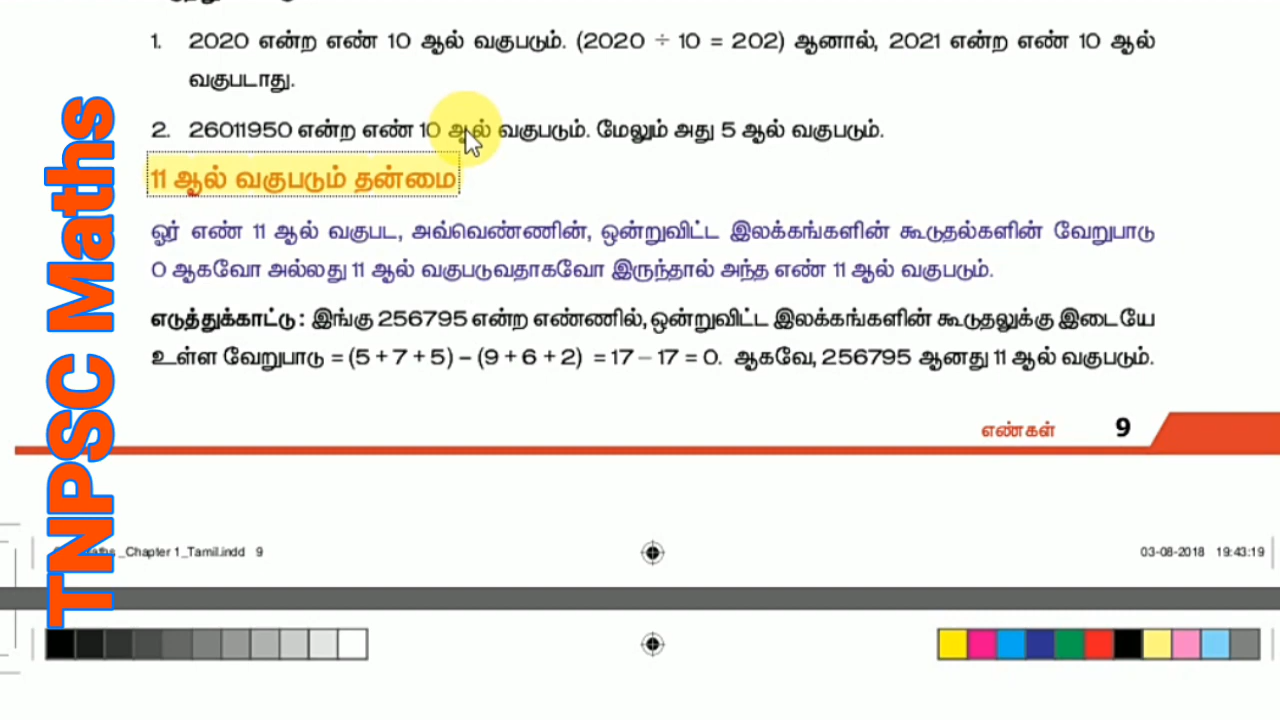 1. 2020 என்ற எண் 10 ஆல் வகுபடும். (2020 ÷ 10 = 202) ஆனால், 2021 என்ற எண் 10 ஆல்
வகுபடாது.
2. 26011950 என்ற எண் 10 ஆல் வகுபடும். மேலும் அது 5 ஆல் வகுபடும்.
11 ஆல் வகுபடும் தன்மை
ஓர் எண் 11 ஆல் வகுபட, அவ்வெண்ணின், ஒன்றுவிட்ட இலக்கங்களின் கூடுதல்களின் வேறுபாடு
0 ஆகவோ அல்லது 11 ஆல் வகுபடுவதாகவோ இருந்தால் அந்த எண் 11 ஆல் வகுபடும்.
எடுத்துக்காட்டு : இங்கு 256795 என்ற எண்ணில், ஒன்றுவிட்ட இலக்கங்களின் கூடுதலுக்கு இடையே
உள்ள வேறுபாடு = (5 + 7 + 5) – (9 + 6 + 2) = 17 – 17 = 0. ஆகவே, 256795 ஆனது 11 ஆல் வகுபடும்.
எண்கள் 9
_Chapter 1_Tamil.indd 9
03-08-2018 19:43:19
TNPSC Maths